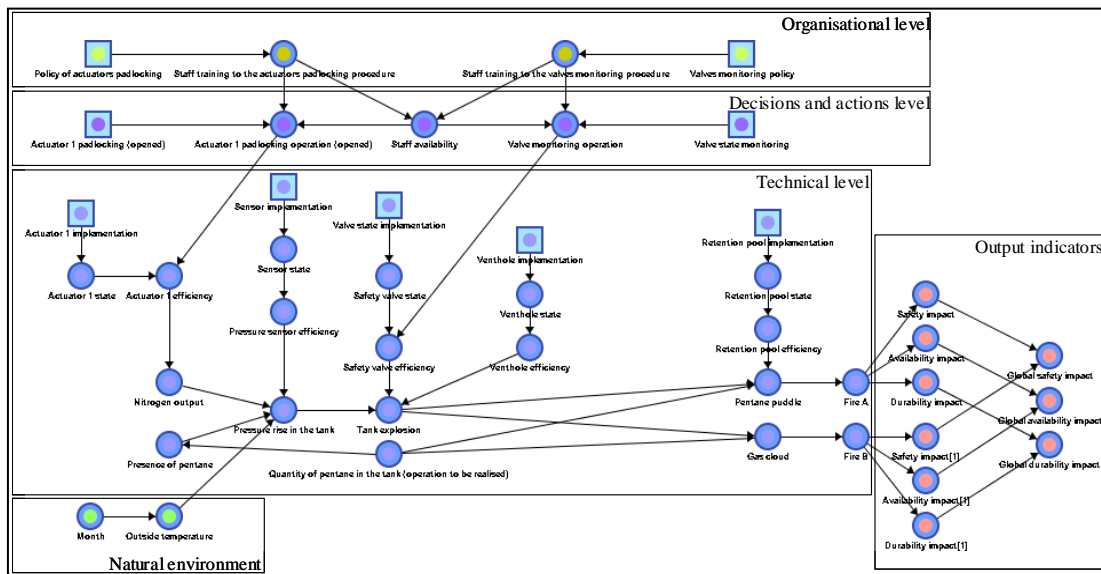 Organisational level
Policy of actuators padlocking
Staff training to the actuators padlocking procedure
Staff training to the valves monitoring procedure
Valves monitoring policy
Decisions and actions level
Actuator 1 padlocking (opened)
Actuator 1 padlocking operation (opened)
Staff availability
Valve monitoring operation
Valve state monitoring
Technical level
Sensor implementation
Actuator 1 implementation
Valve state implementation
Retention pool implementation
Venthole implementation
Output indicators
Sensor state
Actuator 1 state
Actuator 1 efficiency
Safety valve state
Retention pool state
Venthole state
Safety impact
Pressure sensor efficiency
Retention pool efficiency
Availability impact
Safety valve efficiency
Venthole efficiency
Global safety impact
Nitrogen output
Pentane puddle
Fire A
Durability impact
Global availability impact
Pressure rise in the tank
Tank explosion
Presence of pentane
Quantity of pentane in the tank (operation to be realised)
Gas cloud
Fire B
Safety impact[1]
Global durability impact
Availability impact[1]
Month
Outside temperature
Durability impact[1]
Natural environment